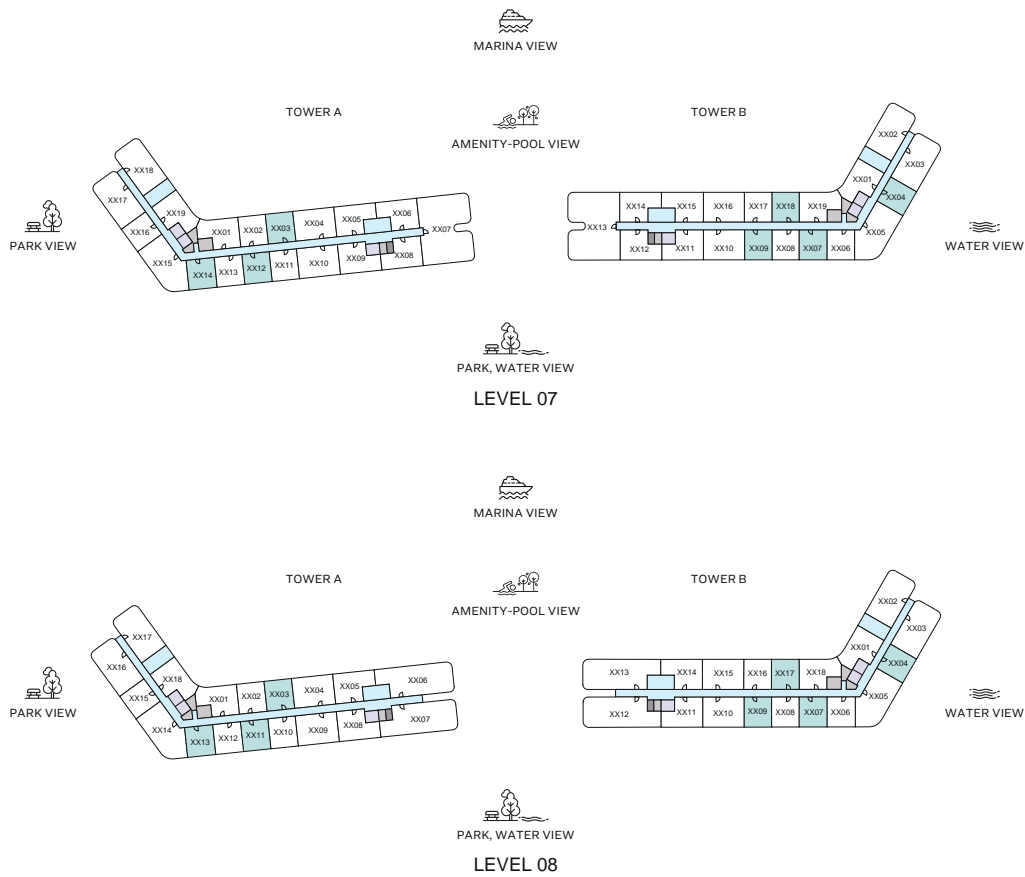 MARINA VIEW
TOWER A
TOWER B
AMENITY-POOL VIEW
XX18
XX17
XX19
XX16
XX15
XX01
XX02
XX03
XX04
XX05
XX06
XX07
XX14
XX13
XX12
XX11
XX10
XX09
XX08
XX02
XX03
XX01
XX04
XX05
XX14
XX15
XX16
XX17
XX18
XX19
XX13
XX12
XX11
XX10
XX09
XX08
XX07
XX06
PARK VIEW
WATER VIEW
PARK, WATER VIEW
LEVEL 07
MARINA VIEW
TOWER A
TOWER B
AMENITY-POOL VIEW
XX17
XX16
XX18
XX15
XX14
XX01
XX02
XX03
XX04
XX05
XX06
XX13
XX12
XX11
XX10
XX09
XX08
XX07
XX02
XX03
XX01
XX04
XX05
XX13
XX14
XX15
XX16
XX17
XX18
XX12
XX11
XX10
XX09
XX08
XX07
XX06
PARK VIEW
WATER VIEW
PARK, WATER VIEW
LEVEL 08